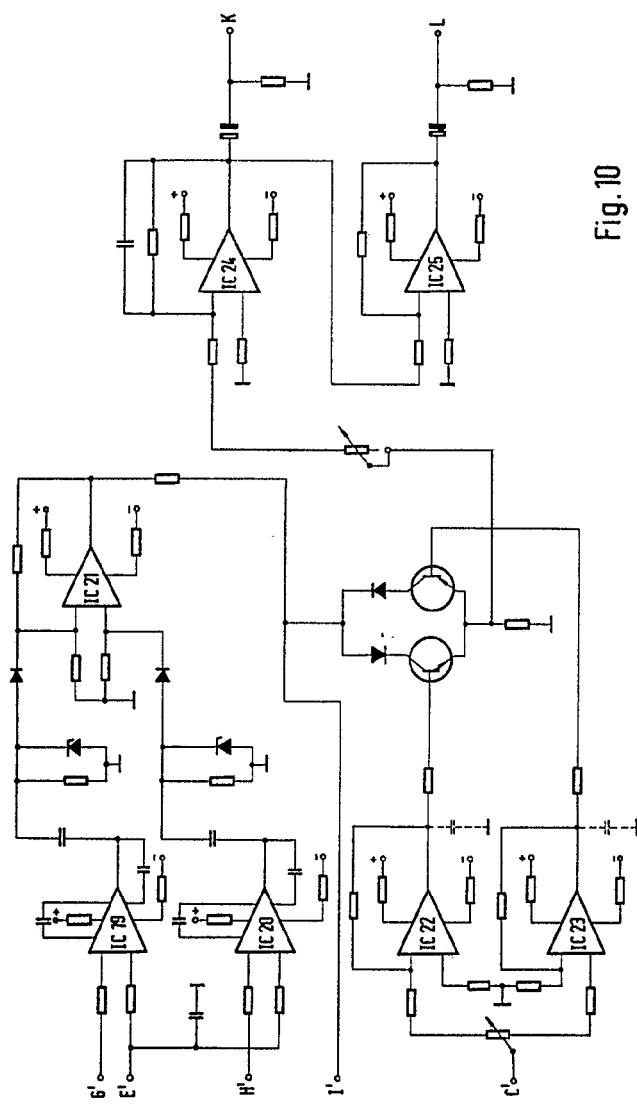 G'
E'
H'
I'
C'
IC 19
IC 20
IC 21
IC 22
IC 23
IC 24
IC 25
K
L
+
−
+
−
+
−
+
−
+
−
+
−
+
−
Fig. 10